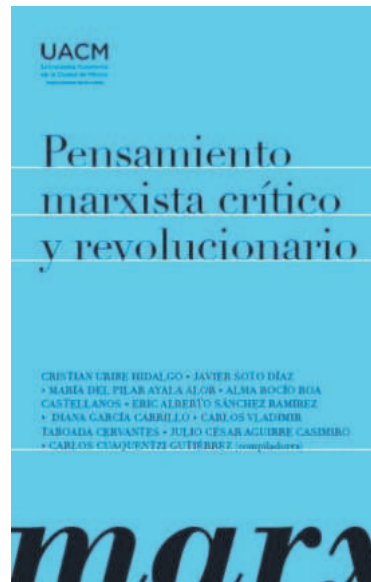 UACM
Universidad Autónoma
de la Ciudad de México
Pensamiento
marxista crítico
y revolucionario
CRISTIAN URIBE HIDALGO • JAVIER SOTO DÍAZ
• MARÍA DEL PILAR AYALA ALOR • ALMA ROCÍO ROA
CASTELLANOS • ERIC ALBERTO SÁNCHEZ RAMÍREZ
• DIANA GARCÍA CARRILLO • CARLOS VLADIMIR
TABOADA CERVANTES • JULIO CÉSAR AGUIRRE CASIMIRO
• CARLOS CUAQUENTZI GUTIÉRREZ [compiladores]
marx